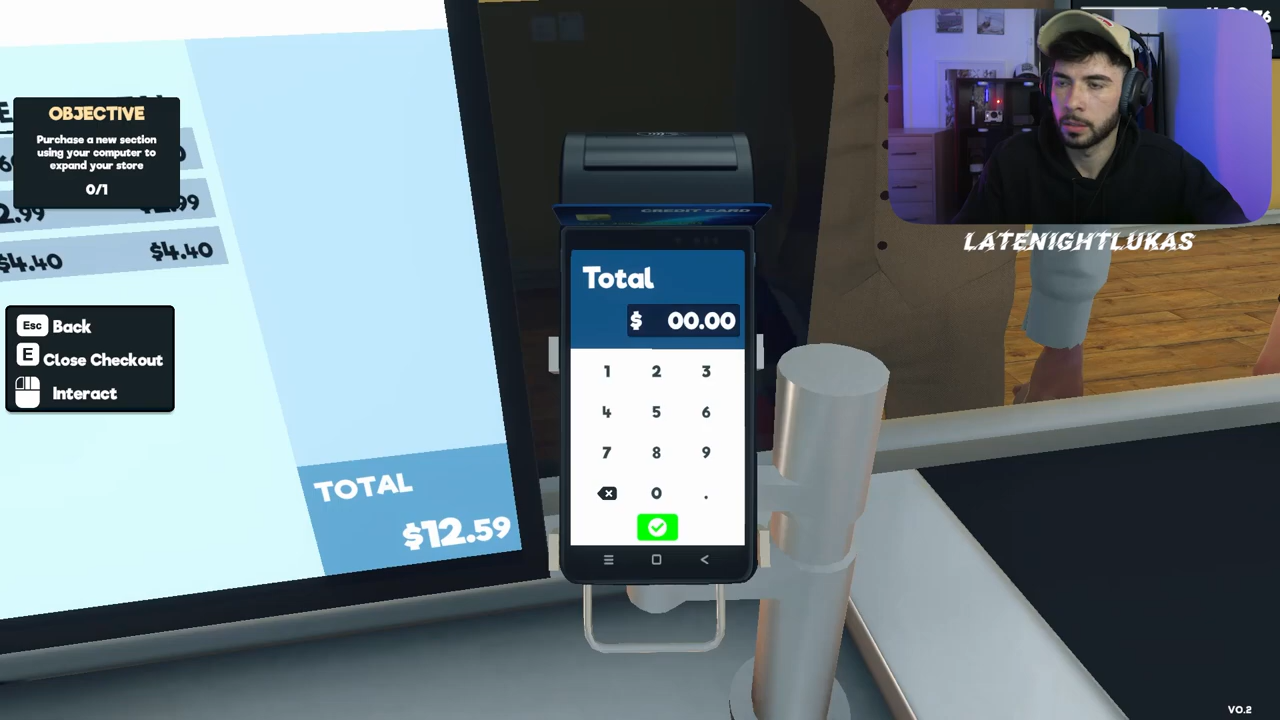 OBJECTIVE
Purchase a new section
using your computer to
expand your store
0/1
2.99
$4.40 $4.40
Esc Back
E Close Checkout
Interact
TOTAL
$12.59
CREDIT CARD
Total
$ 00.00
1 2 3
4 5 6
7 8 9
0 .
LATENIGHTLUKAS
V0.2